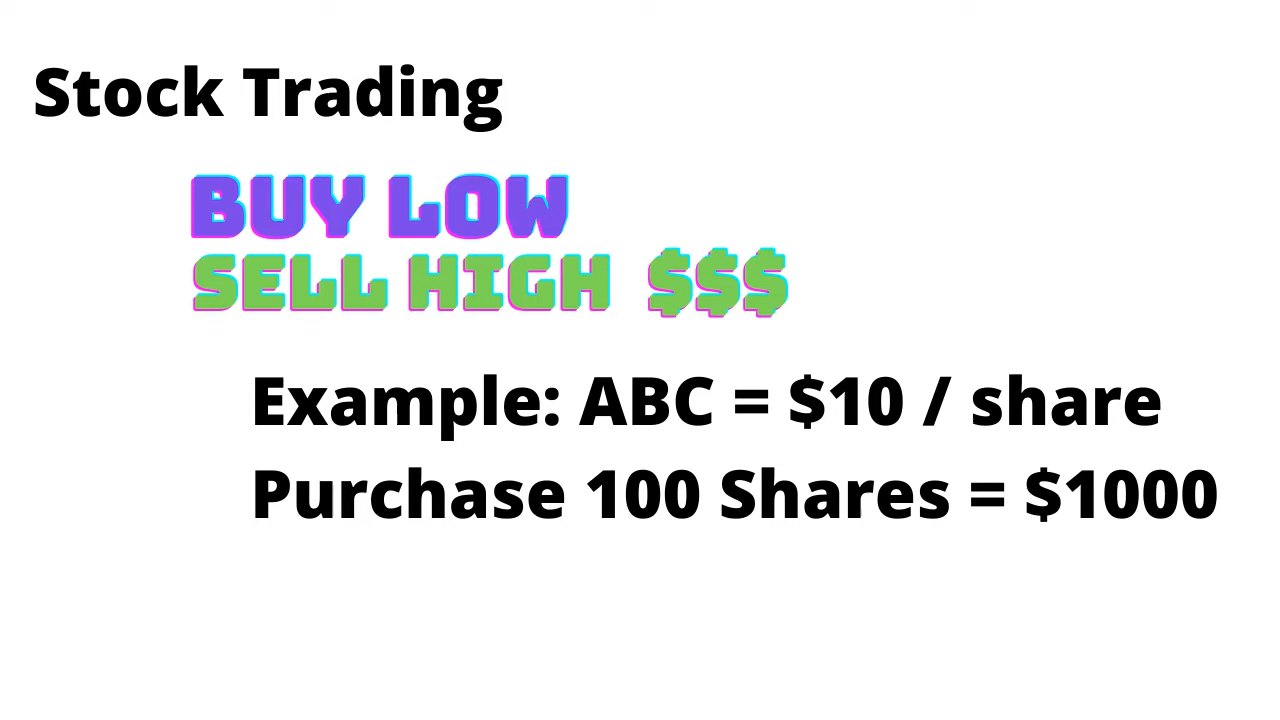 Stock Trading
BUY LOW
SELL HIGH $$$
Example: ABC = $10 / share
Purchase 100 Shares = $1000